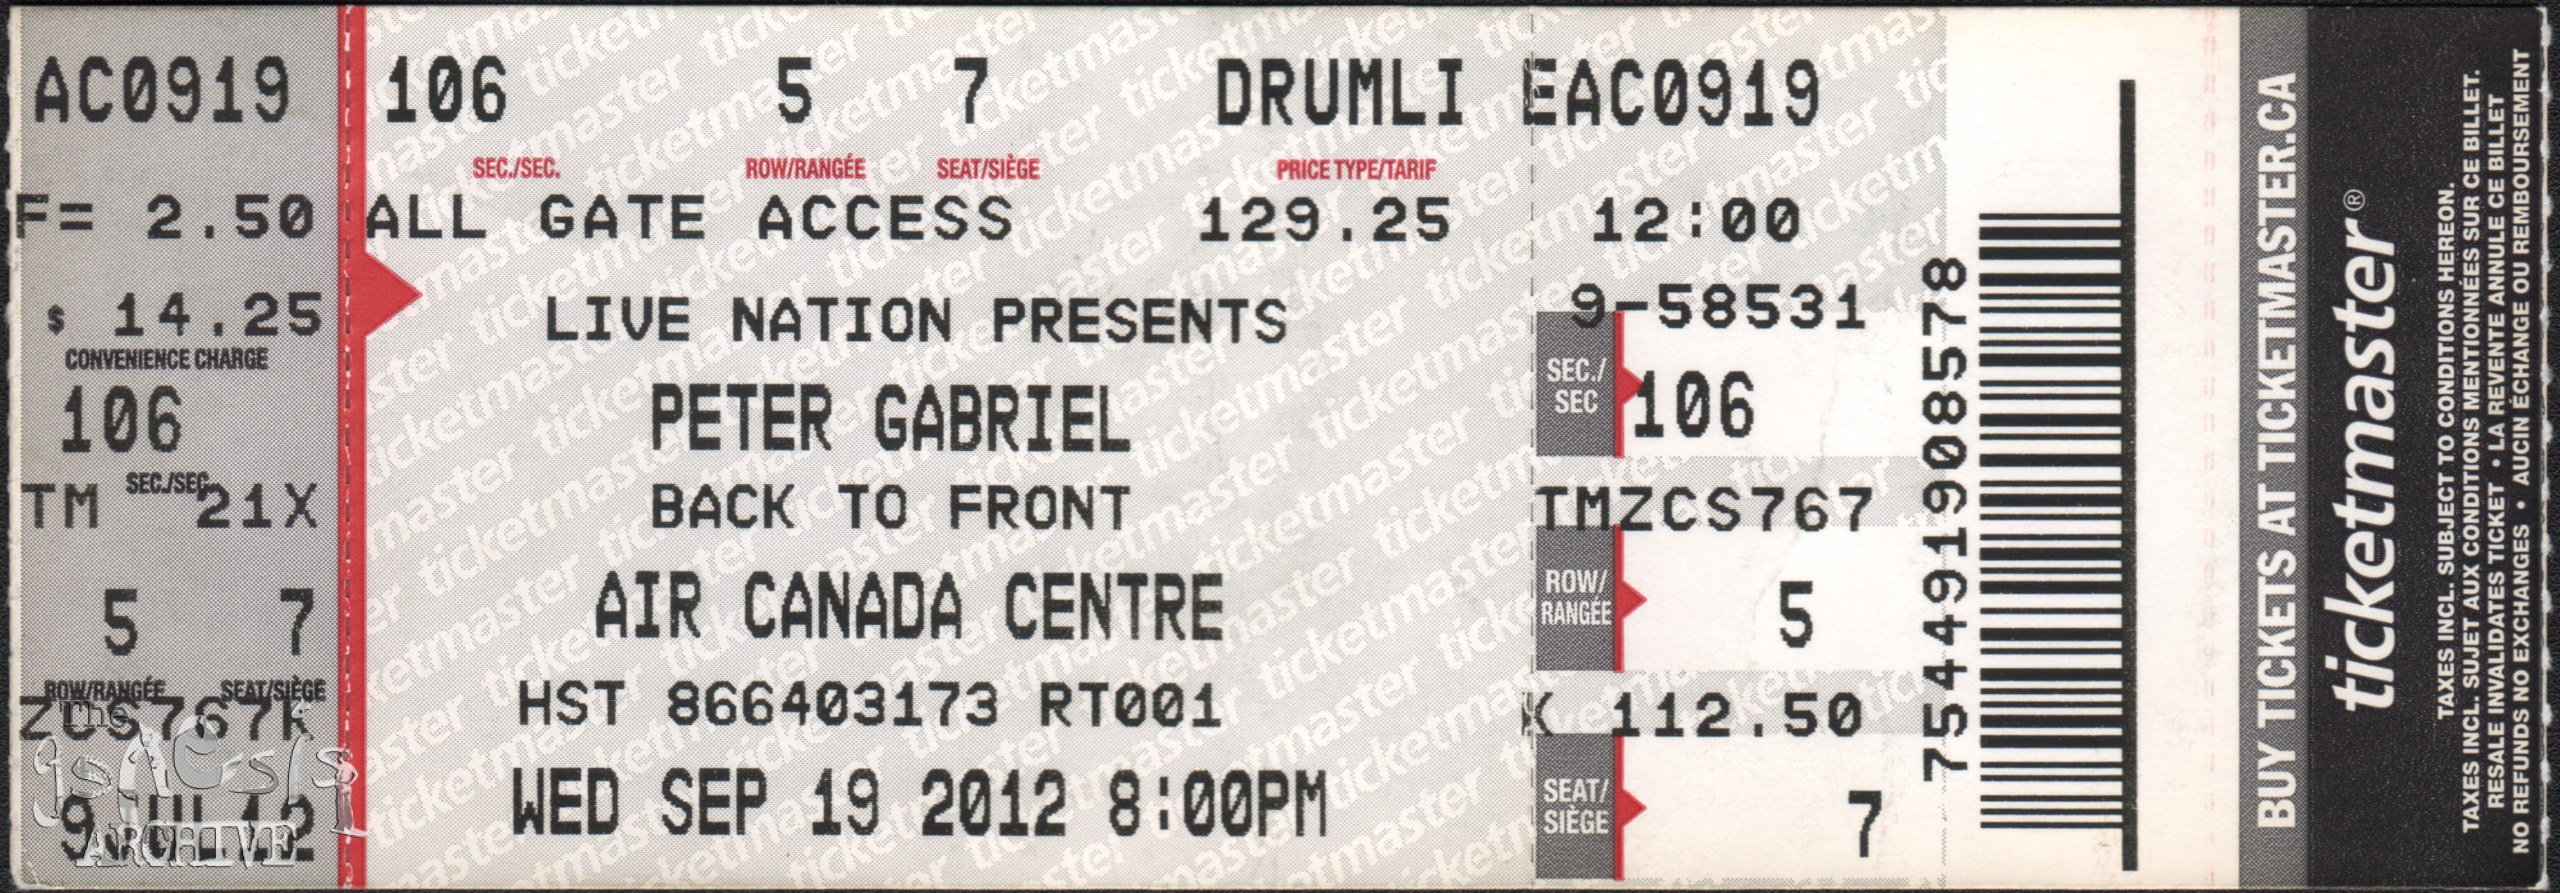 AC0919
F= 2.50
$ 14.25
CONVENIENCE CHARGE
106
SEC./SEC.
TM 21X
5 7
ROW/RANGÉE SEAT/SIÈGE
ZCS767K
9JUL12
The
Genesis
ARCHIVE
106 5 7 DRUMLI EAC0919
SEC./SEC. ROW/RANGÉE SEAT/SIÈGE PRICE TYPE/TARIF
ALL GATE ACCESS 129.25 12:00
LIVE NATION PRESENTS
PETER GABRIEL
BACK TO FRONT
AIR CANADA CENTRE
HST 866403173 RT001
WED SEP 19 2012 8:00PM
9-58531
SEC./
SEC 106
TMZCS767
ROW/
RANGÉE 5
K 112.50
SEAT/
SIÈGE 7
754491908578
BUY TICKETS AT TICKETMASTER.CA
ticketmaster®
TAXES INCL. SUBJECT TO CONDITIONS HEREON.
TAXES INCL. SUJET AUX CONDITIONS MENTIONNÉES SUR CE BILLET.
RESALE INVALIDATES TICKET • LA REVENTE ANNULE CE BILLET
NO REFUNDS NO EXCHANGES • AUCIN ÉCHANGE OU REMBOURSEMENT